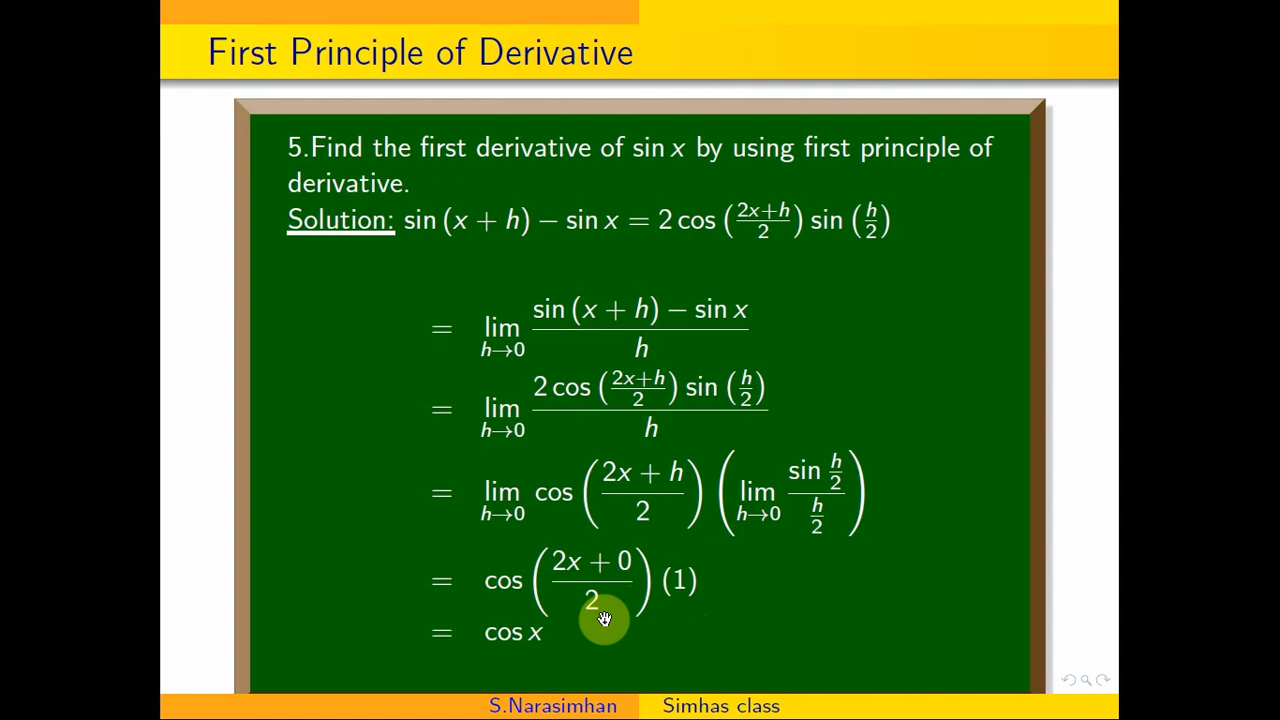 First Principle of Derivative
5.Find the first derivative of sin x by using first principle of
derivative.
Solution: sin (x + h) − sin x = 2 cos ((2x+h)/2) sin (h/2)
= lim h→0 (sin (x + h) − sin x)/h
= lim h→0 (2 cos ((2x+h)/2) sin (h/2))/h
= lim h→0 cos ((2x + h)/2) (lim h→0 (sin h/2)/(h/2))
= cos ((2x + 0)/2) (1)
= cos x
S.Narasimhan Simhas class